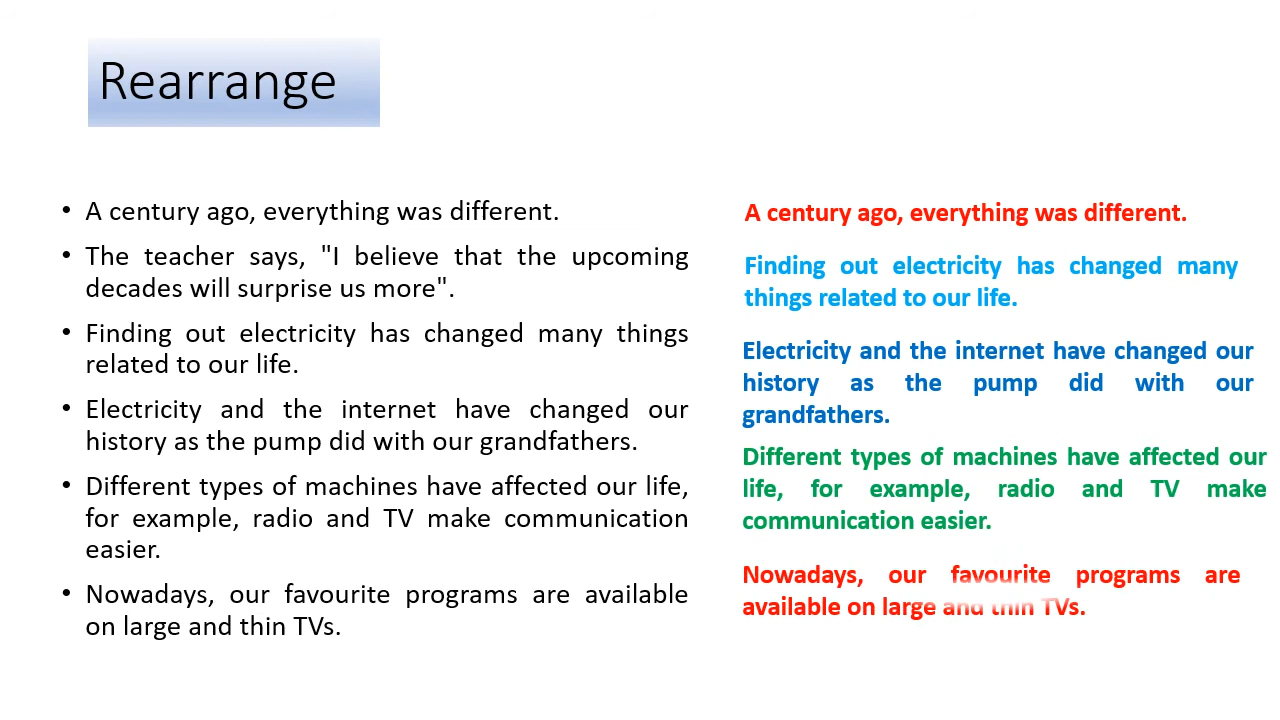 Rearrange
• A century ago, everything was different.
• The teacher says, "I believe that the upcoming
decades will surprise us more".
• Finding out electricity has changed many things
related to our life.
• Electricity and the internet have changed our
history as the pump did with our grandfathers.
• Different types of machines have affected our life,
for example, radio and TV make communication
easier.
• Nowadays, our favourite programs are available
on large and thin TVs.
A century ago, everything was different.
Finding out electricity has changed many
things related to our life.
Electricity and the internet have changed our
history as the pump did with our
grandfathers.
Different types of machines have affected our
life, for example, radio and TV make
communication easier.
Nowadays, our favourite programs are
available on large and thin TVs.